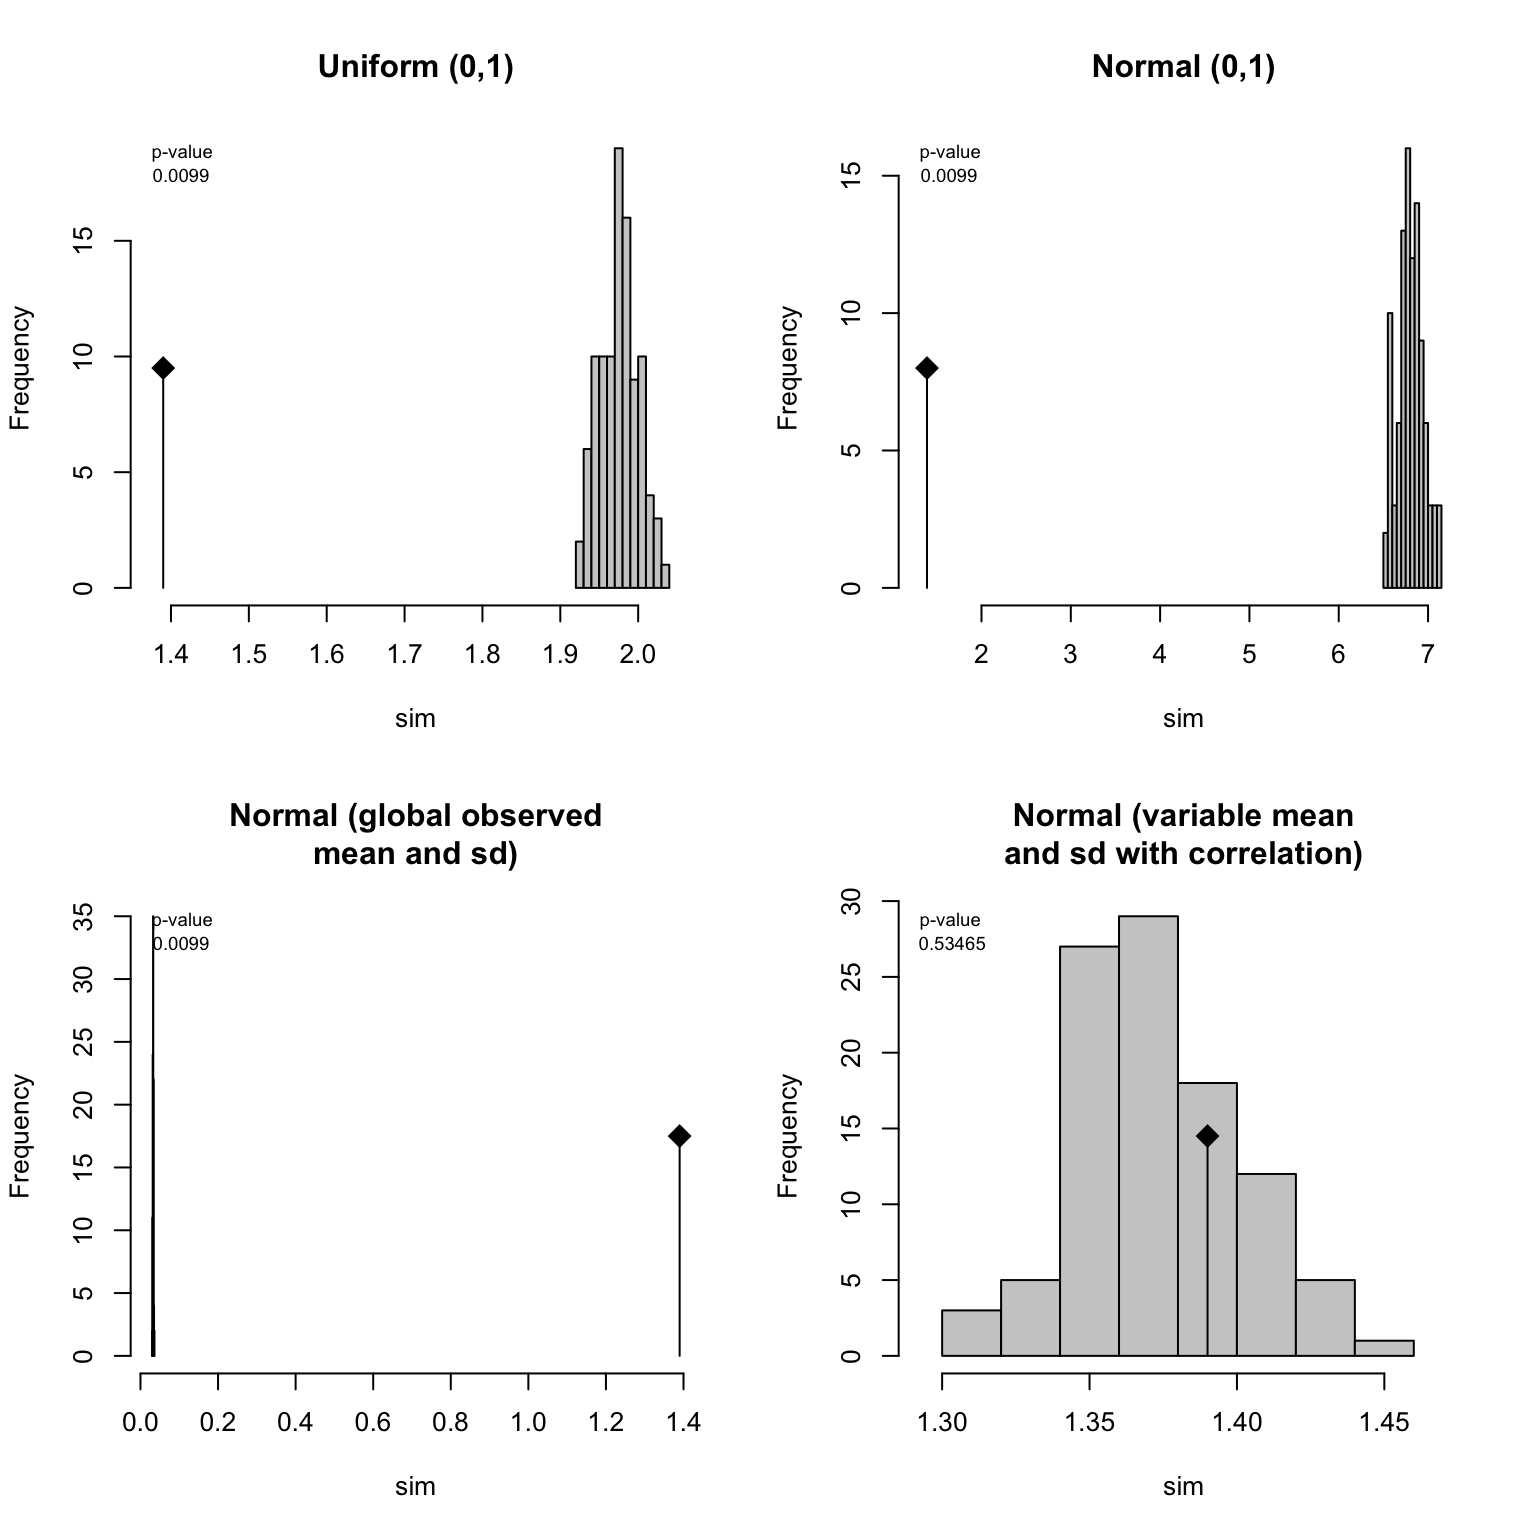 Uniform (0,1)
p-value
0.0099
Frequency
0
5
10
15
1.4 1.5 1.6 1.7 1.8 1.9 2.0
sim
Normal (0,1)
p-value
0.0099
Frequency
0
5
10
15
2 3 4 5 6 7
sim
Normal (global observed
mean and sd)
p-value
0.0099
Frequency
0
5
10
15
20
25
30
35
0.0 0.2 0.4 0.6 0.8 1.0 1.2 1.4
sim
Normal (variable mean
and sd with correlation)
p-value
0.53465
Frequency
0
5
10
15
20
25
30
1.30 1.35 1.40 1.45
sim